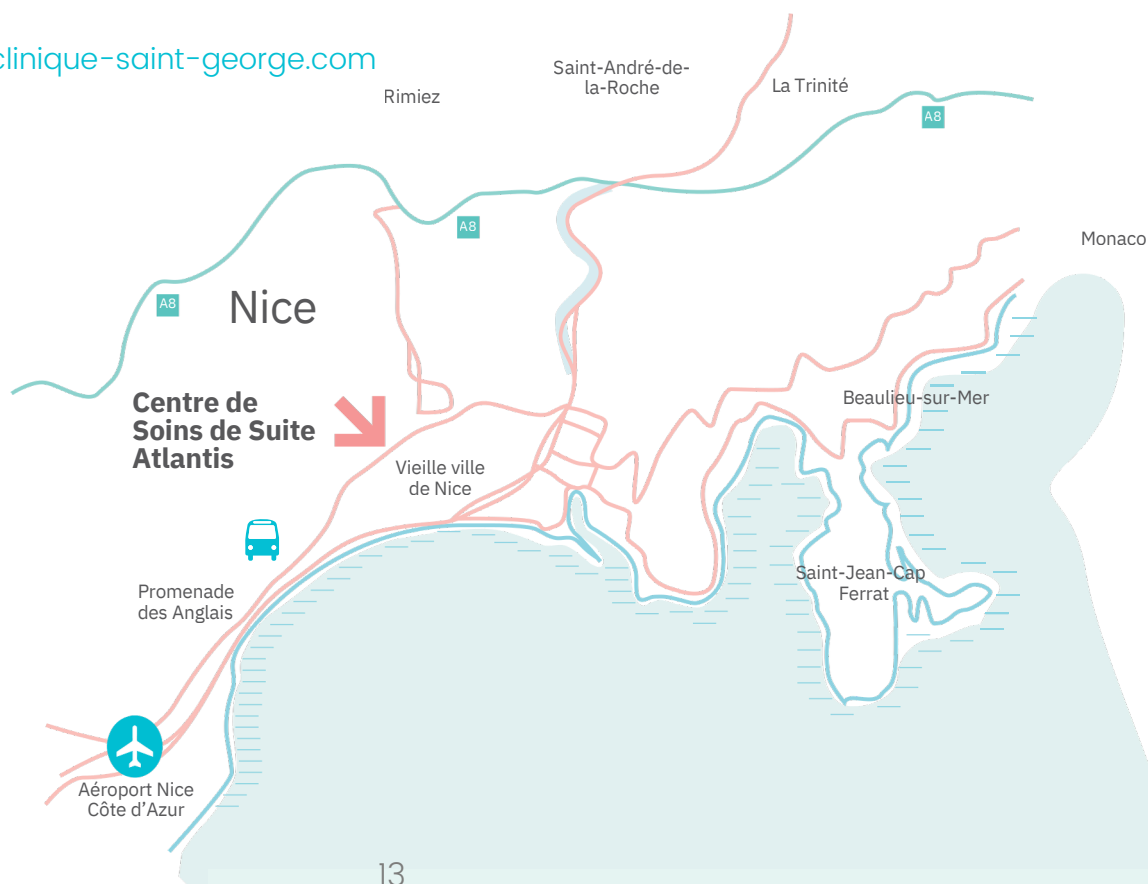 clinique-saint-george.com
Saint-André-de-
la-Roche
La Trinité
Rimiez
A8
A8
Monaco
A8
Nice
Centre de
Soins de Suite
Atlantis
Beaulieu-sur-Mer
Vieille ville
de Nice
Saint-Jean-Cap
Ferrat
Promenade
des Anglais
Aéroport Nice
Côte d’Azur
13